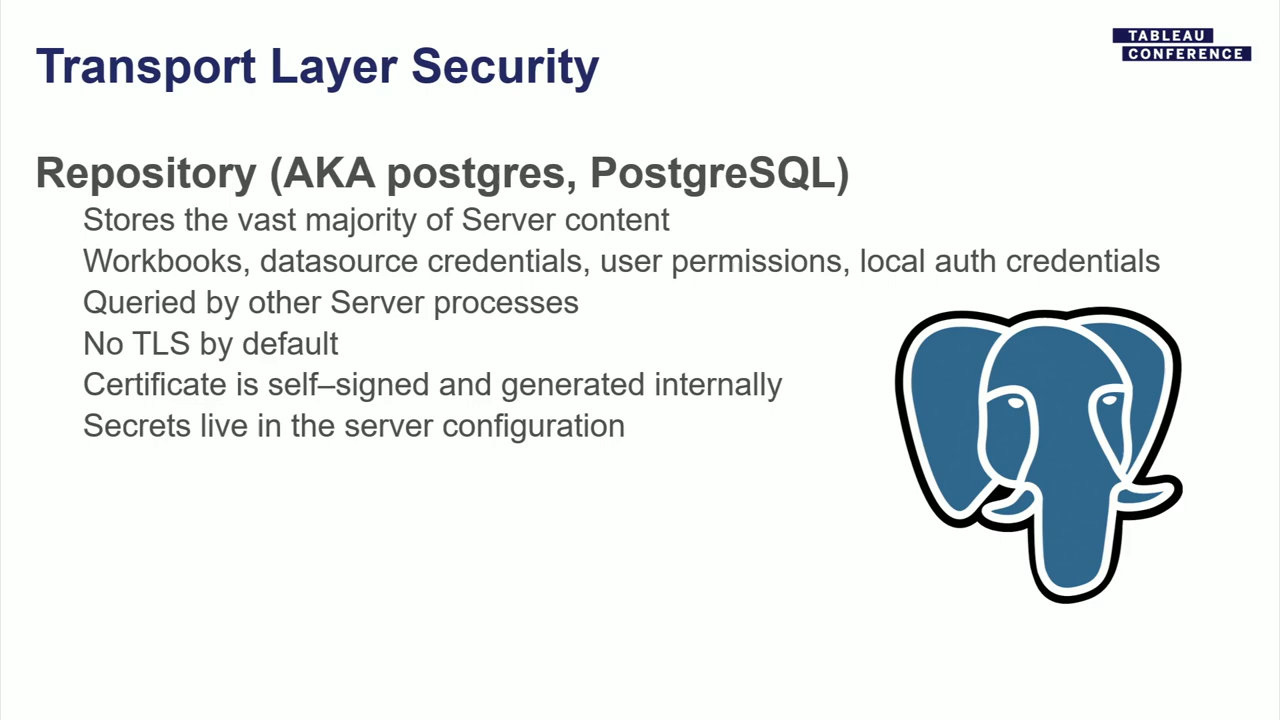 TABLEAU
CONFERENCE
Transport Layer Security
Repository (AKA postgres, PostgreSQL)
Stores the vast majority of Server content
Workbooks, datasource credentials, user permissions, local auth credentials
Queried by other Server processes
No TLS by default
Certificate is self–signed and generated internally
Secrets live in the server configuration